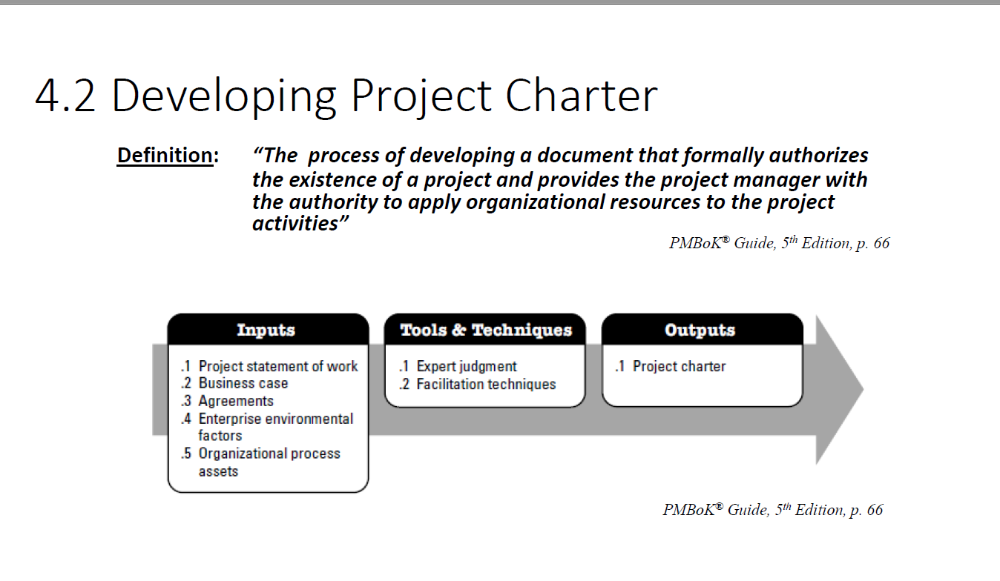 4.2 Developing Project Charter
Definition: “The process of developing a document that formally authorizes
the existence of a project and provides the project manager with
the authority to apply organizational resources to the project
activities”
PMBoK® Guide, 5th Edition, p. 66
Inputs
.1 Project statement of work
.2 Business case
.3 Agreements
.4 Enterprise environmental
factors
.5 Organizational process
assets
Tools & Techniques
.1 Expert judgment
.2 Facilitation techniques
Outputs
.1 Project charter
PMBoK® Guide, 5th Edition, p. 66